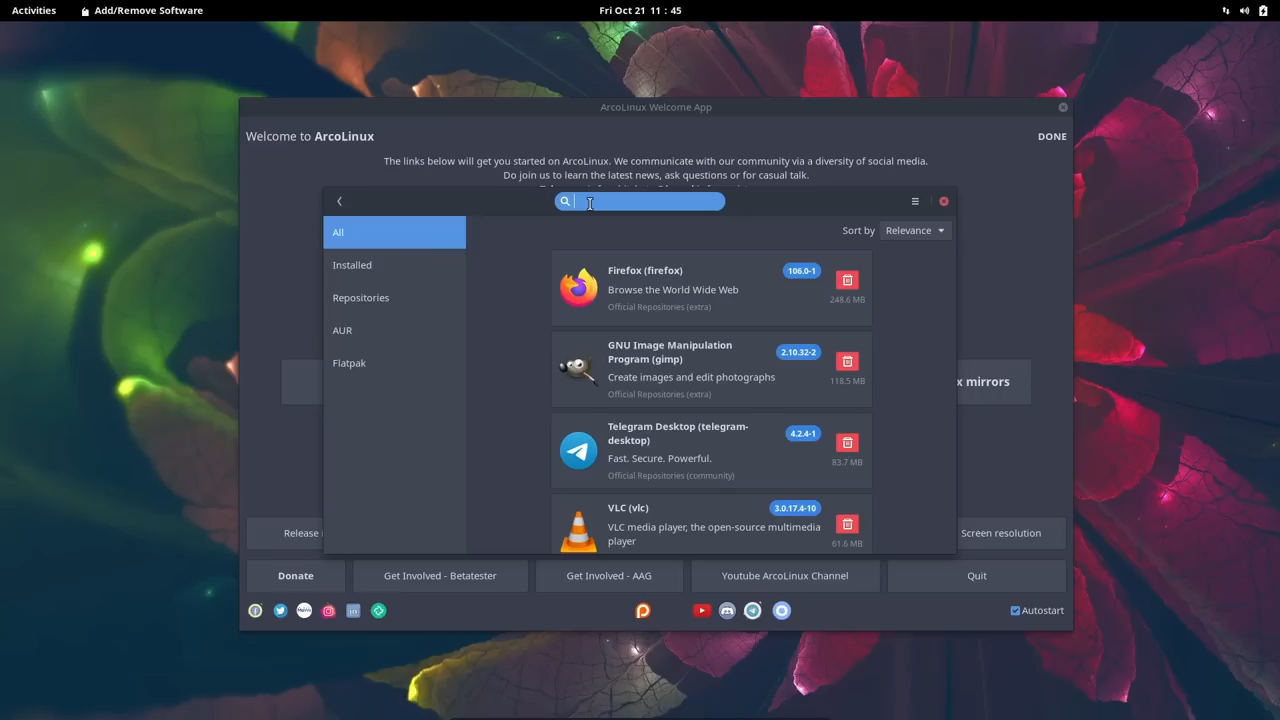 Activities
Add/Remove Software
Fri Oct 21 11 : 45
ArcoLinux Welcome App
Welcome to ArcoLinux
DONE
The links below will get you started on ArcoLinux. We communicate with our community via a diversity of social media.
Do join us to learn the latest news, ask questions or for casual talk.
All
Installed
Repositories
AUR
Flatpak
Sort by
Relevance
Firefox (firefox)
106.0-1
Browse the World Wide Web
Official Repositories (extra)
248.6 MB
GNU Image Manipulation
Program (gimp)
2.10.32-2
Create images and edit photographs
Official Repositories (extra)
118.5 MB
Telegram Desktop (telegram-
desktop)
4.2.4-1
Fast. Secure. Powerful.
Official Repositories (community)
83.7 MB
VLC (vlc)
3.0.17.4-10
VLC media player, the open-source multimedia
player
61.6 MB
x mirrors
Release
Screen resolution
Donate
Get Involved - Betatester
Get Involved - AAG
Youtube ArcoLinux Channel
Quit
Autostart